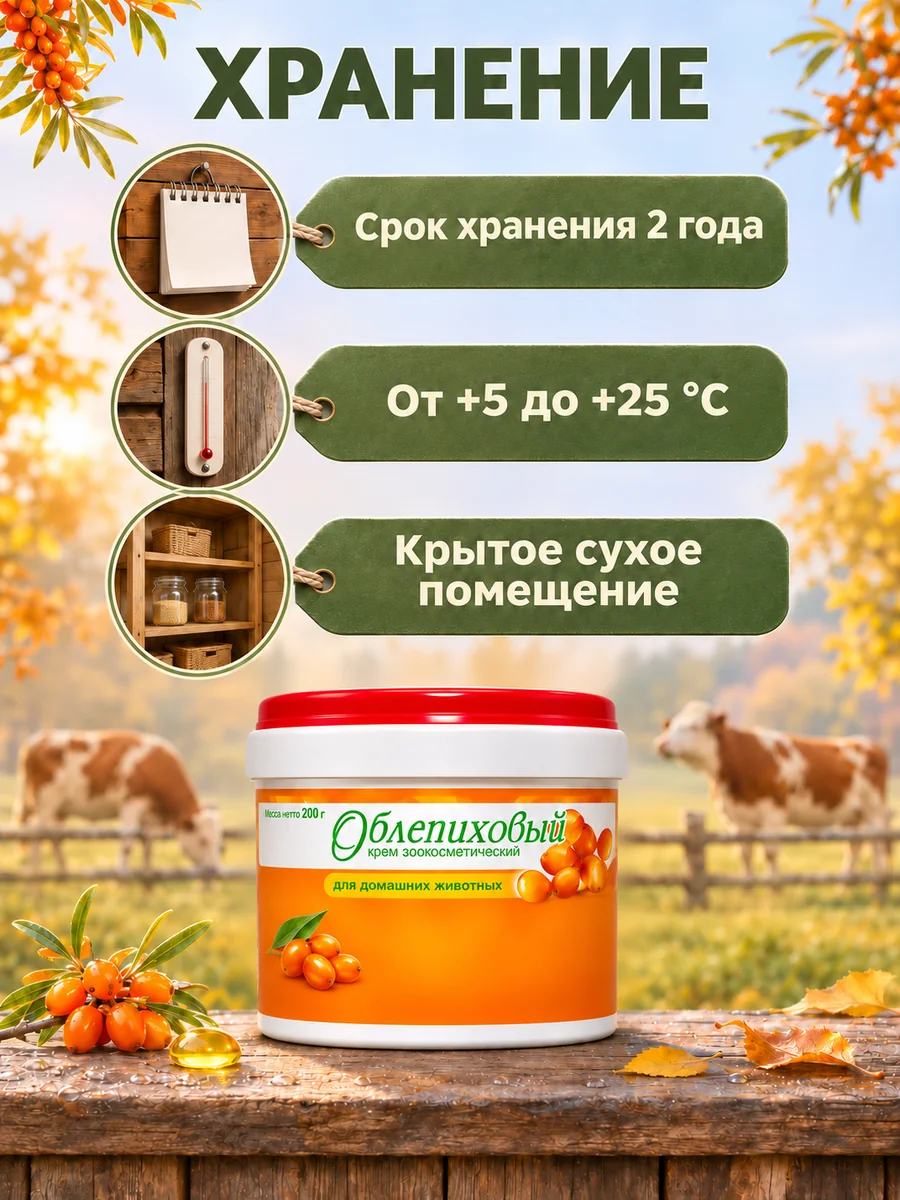 ХРАНЕНИЕ
Срок хранения 2 года
От +5 до +25 °C
Крытое сухое
помещение
Масса нетто 200 г
Облепиховый
крем зоокосметический
для домашних животных